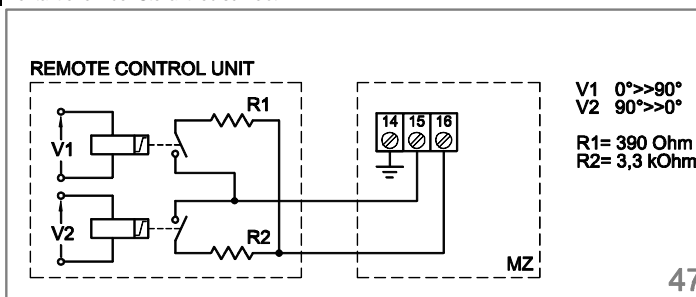 REMOTE CONTROL UNIT
R1
V1
V2
R2
14 15 16
MZ
V1 0°>>90°
V2 90°>>0°
R1= 390 Ohm
R2= 3,3 kOhm
47